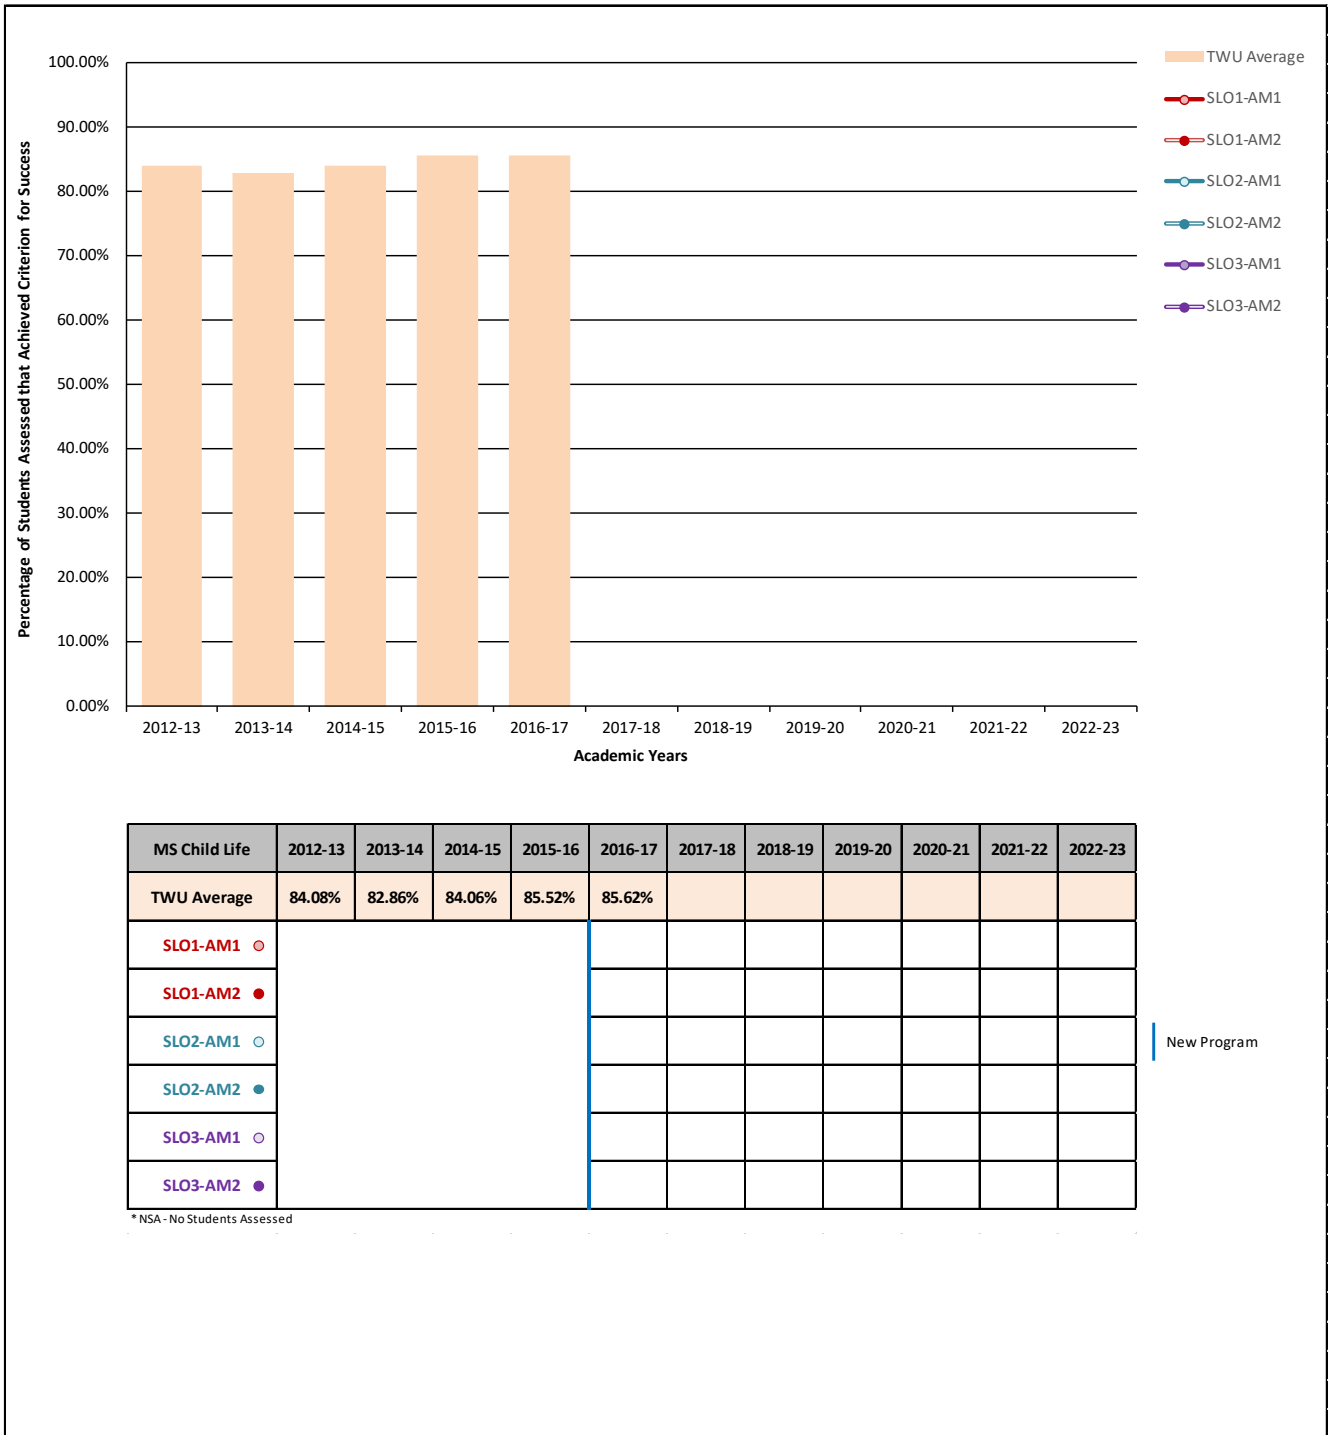 TWU Average
SLO1-AM1
SLO1-AM2
SLO2-AM1
SLO2-AM2
SLO3-AM1
SLO3-AM2
Percentage of Students Assessed that Achieved Criterion for Success
100.00%
90.00%
80.00%
70.00%
60.00%
50.00%
40.00%
30.00%
20.00%
10.00%
0.00%
2012-13 2013-14 2014-15 2015-16 2016-17 2017-18 2018-19 2019-20 2020-21 2021-22 2022-23
Academic Years
MS Child Life 2012-13 2013-14 2014-15 2015-16 2016-17 2017-18 2018-19 2019-20 2020-21 2021-22 2022-23
TWU Average 84.08% 82.86% 84.06% 85.52% 85.62%
SLO1-AM1
SLO1-AM2
SLO2-AM1
SLO2-AM2
SLO3-AM1
SLO3-AM2
New Program
* NSA - No Students Assessed